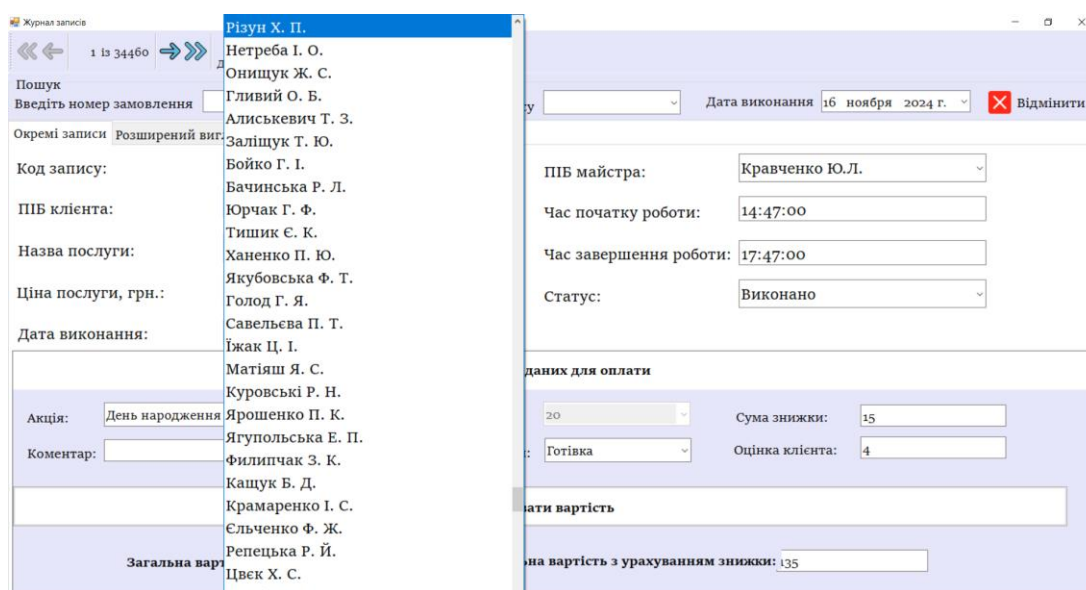 Журнал записів
1 із 34460
Пошук
Введіть номер замовлення
Дата виконання 16 ноября 2024 г.
Відмінити
Окремі записи
Розширений
Код запису:
ПІБ клієнта:
Назва послуги:
Ціна послуги, грн.:
Дата виконання:
Різун Х. П.
Нетреба І. О.
Онищук Ж. С.
Гливий О. Б.
Алиськевич Т. З.
Заліщук Т. Ю.
Бойко Г. І.
Бачинська Р. Л.
Юрчак Г. Ф.
Тишик Є. К.
Ханенко П. Ю.
Якубовська Ф. Т.
Голод Г. Я.
Савельєва П. Т.
Їжак Ц. І.
Матіяш Я. С.
Куровські Р. Н.
Ярошенко П. К.
Ягупольська Е. П.
Филипчак З. К.
Кащук Б. Д.
Крамаренко І. С.
Єльченко Ф. Ж.
Репецька Р. Й.
Цвєк Х. С.
ПІБ майстра: Кравченко Ю.Л.
Час початку роботи: 14:47:00
Час завершення роботи: 17:47:00
Статус: Виконано
даних для оплати
Акція: День народження
20
Сума знижки: 15
Коментар:
Готівка
Оцінка клієнта: 4
вартість
Загальна
вартість з урахуванням знижки: 135